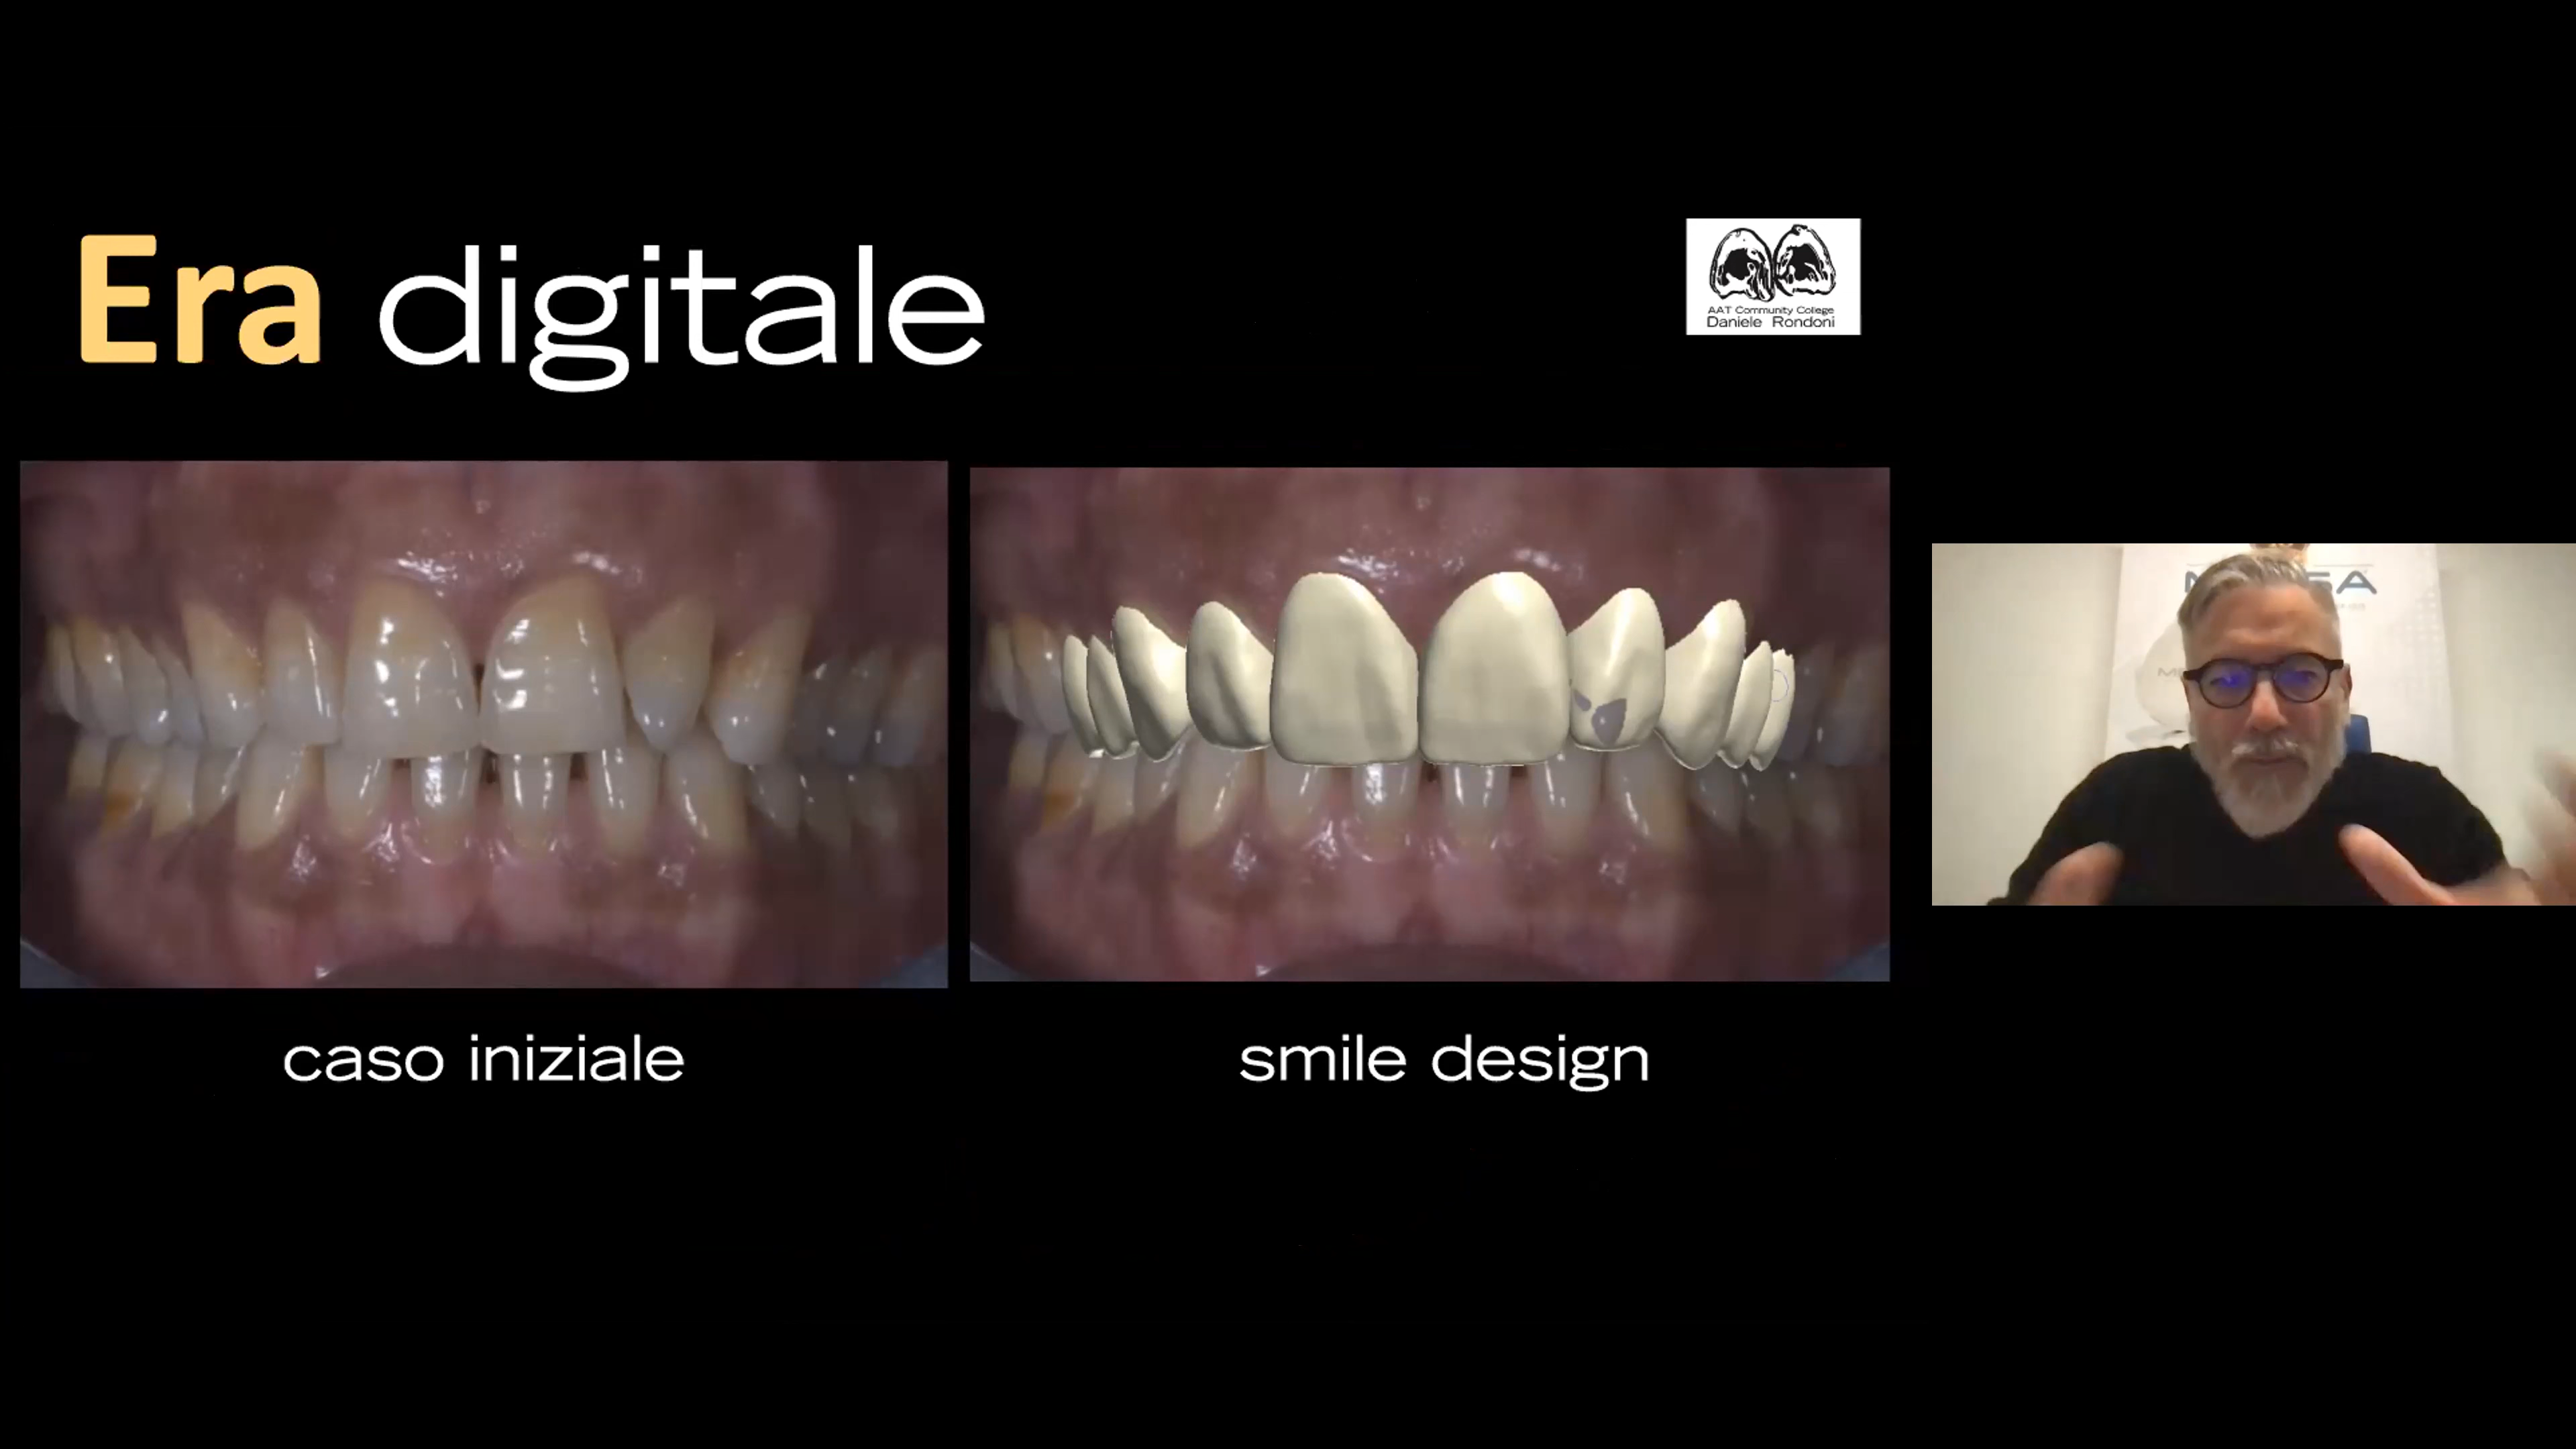 Era digitale
AAT Community College
Daniele Rondoni
caso iniziale
smile design